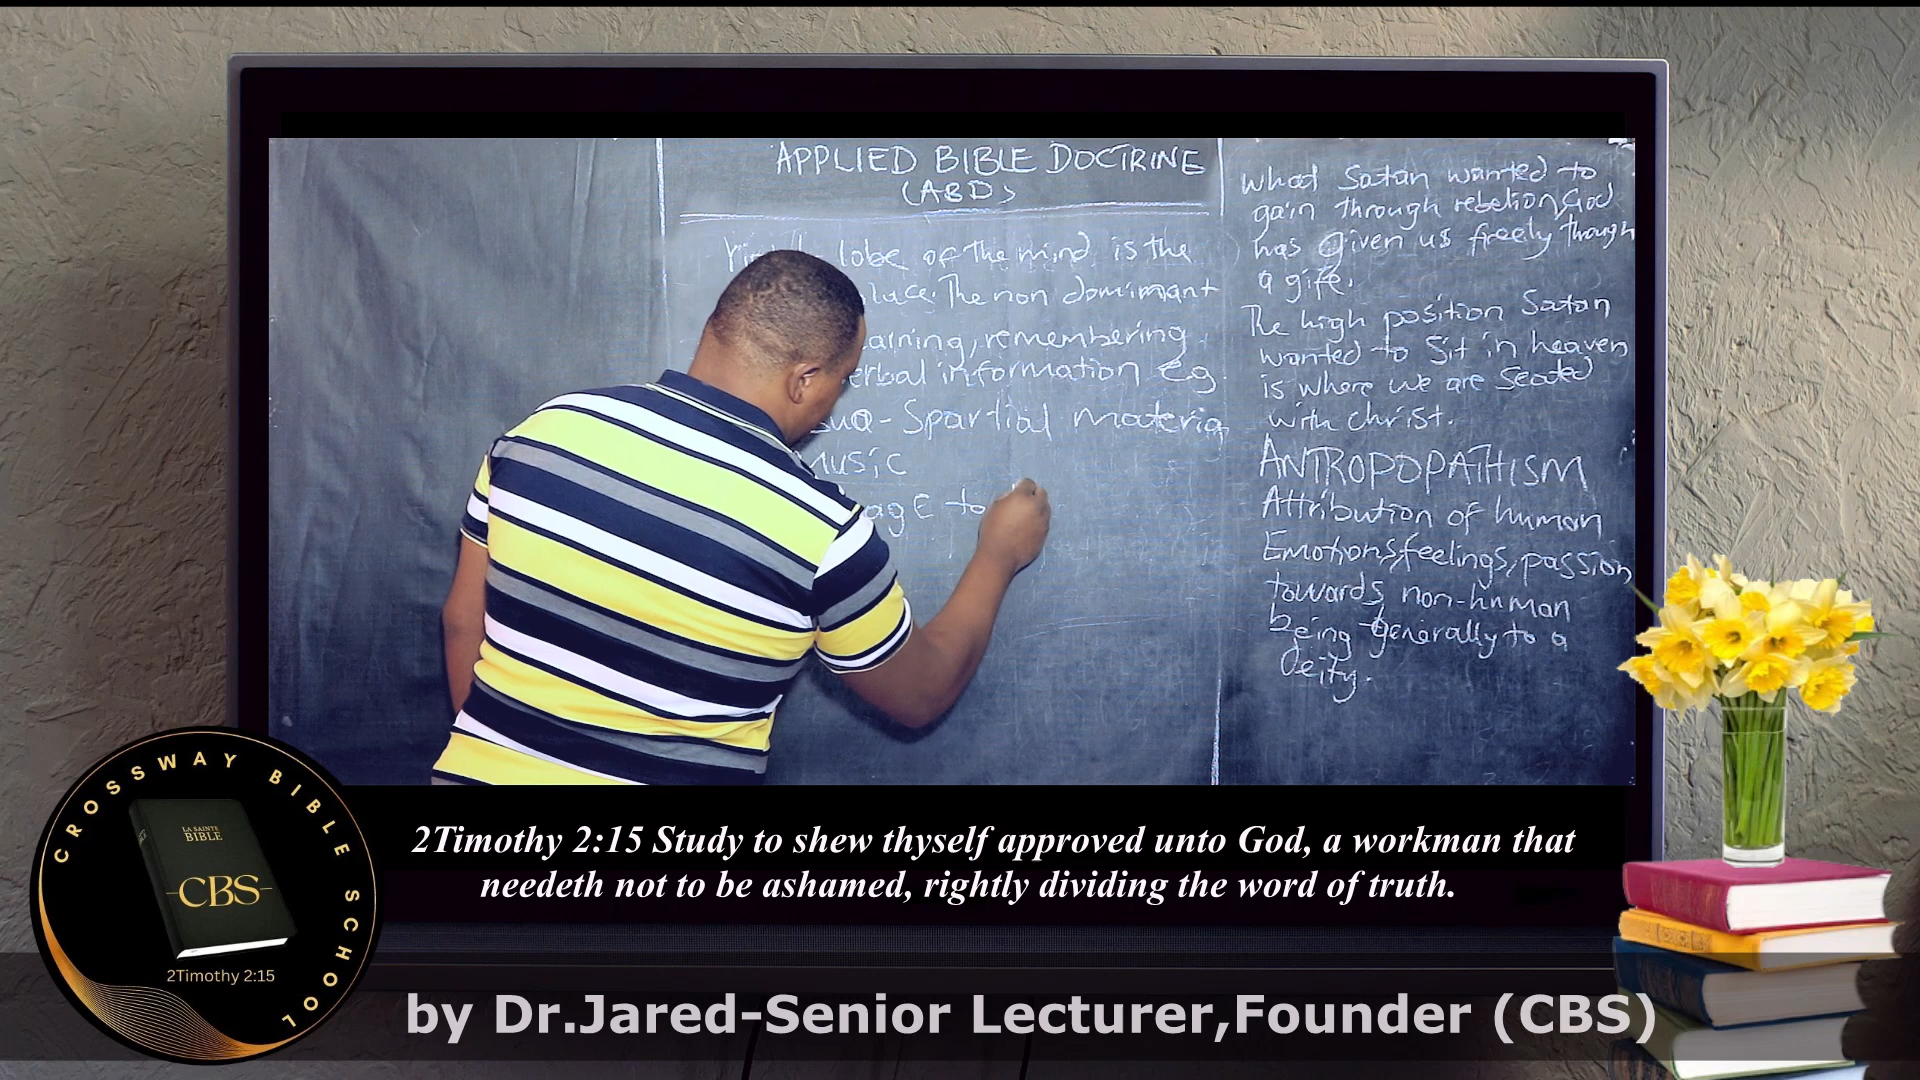 APPLIED BIBLE DOCTRINE
(ABD)
lobe of the mind is the
The non domimant
remembering
information e.g.
Spartial materia
Music
to
what Satan wanted to
gain through rebelion, God
has given us freely through
a gife.
The high position Satan
wanted to Sit in heaven
is where we are Seated
with christ.
ANTROPOPATHISM
Attribution of human
Emotions, feelings, passion
towards non-human
being generally to a
deity.
2Timothy 2:15 Study to shew thyself approved unto God, a workman that
needeth not to be ashamed, rightly dividing the word of truth.
CROSSWAY BIBLE SCHOOL
LA SAINTE
BIBLE
CBS
2Timothy 2:15
by Dr.Jared-Senior Lecturer,Founder (CBS)